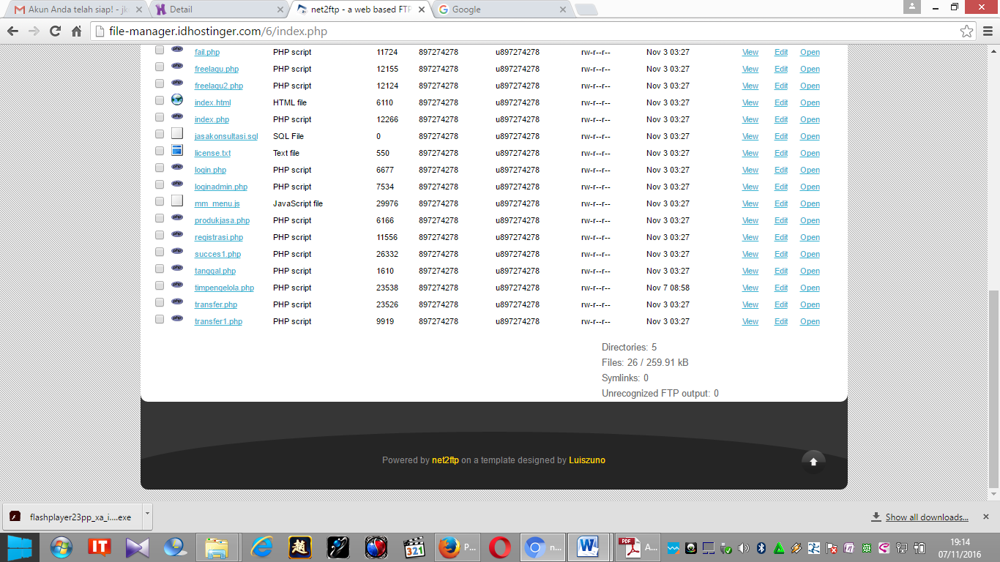 Akun Anda telah siap! - jk
Detail
net2ftp - a web based FTP
Google
file-manager.idhostinger.com/6/index.php
fail.php PHP script 11724 897274278 u897274278 rw-r--r-- Nov 3 03:27 View Edit Open
freelagu.php PHP script 12155 897274278 u897274278 rw-r--r-- Nov 3 03:27 View Edit Open
freelagu2.php PHP script 12124 897274278 u897274278 rw-r--r-- Nov 3 03:27 View Edit Open
index.html HTML file 6110 897274278 u897274278 rw-r--r-- Nov 3 03:27 View Edit Open
index.php PHP script 12266 897274278 u897274278 rw-r--r-- Nov 3 03:27 View Edit Open
jasakonsultasi.sql SQL File 0 897274278 u897274278 rw-r--r-- Nov 3 03:27 View Edit Open
license.txt Text file 550 897274278 u897274278 rw-r--r-- Nov 3 03:27 View Edit Open
login.php PHP script 6677 897274278 u897274278 rw-r--r-- Nov 3 03:27 View Edit Open
loginadmin.php PHP script 7534 897274278 u897274278 rw-r--r-- Nov 3 03:27 View Edit Open
mm_menu.js JavaScript file 29976 897274278 u897274278 rw-r--r-- Nov 3 03:27 View Edit Open
produkjasa.php PHP script 6166 897274278 u897274278 rw-r--r-- Nov 3 03:27 View Edit Open
registrasi.php PHP script 11556 897274278 u897274278 rw-r--r-- Nov 3 03:27 View Edit Open
succes1.php PHP script 26332 897274278 u897274278 rw-r--r-- Nov 3 03:27 View Edit Open
tanggal.php PHP script 1610 897274278 u897274278 rw-r--r-- Nov 3 03:27 View Edit Open
timpengelola.php PHP script 23538 897274278 u897274278 rw-r--r-- Nov 7 08:58 View Edit Open
transfer.php PHP script 23526 897274278 u897274278 rw-r--r-- Nov 3 03:27 View Edit Open
transfer1.php PHP script 9919 897274278 u897274278 rw-r--r-- Nov 3 03:27 View Edit Open
Directories: 5
Files: 26 / 259.91 kB
Symlinks: 0
Unrecognized FTP output: 0
Powered by net2ftp on a template designed by Luiszuno
flashplayer23pp_xa_i....exe
Show all downloads...
IT
超
321
P...
n...
W
PDF
A...
19:14
07/11/2016